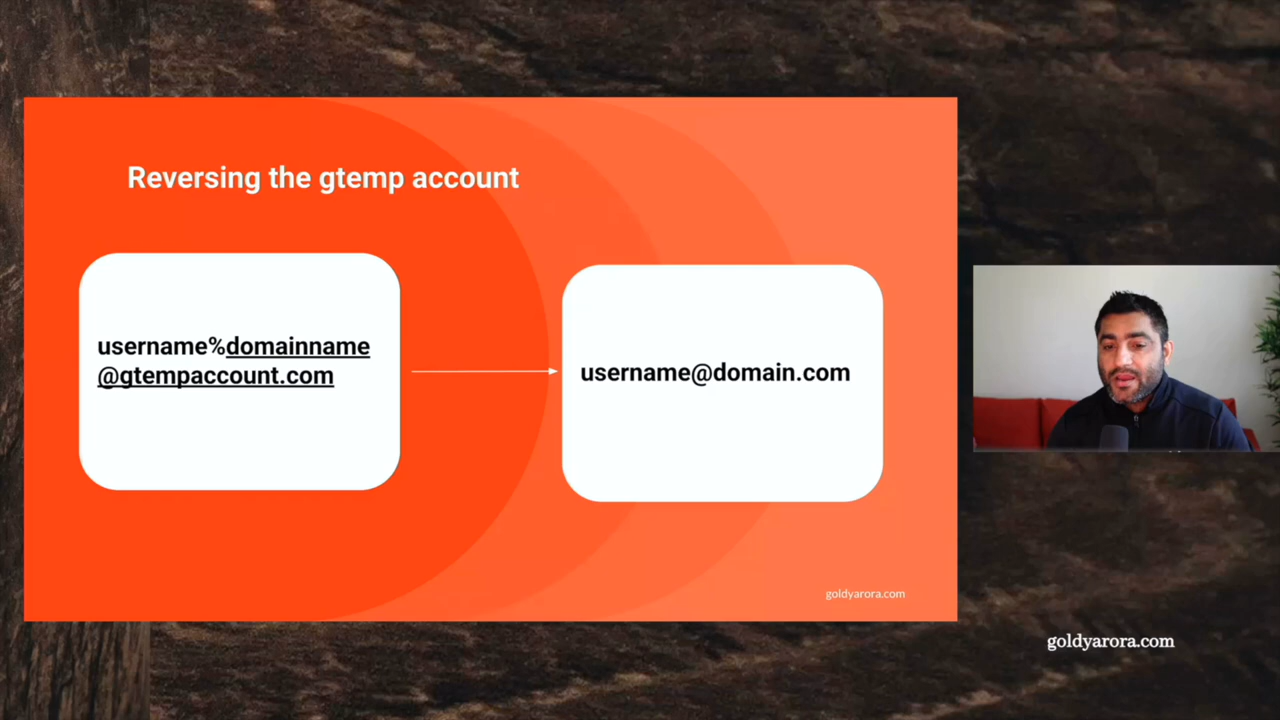 Reversing the gtemp account
username%domainname
@gtempaccount.com
username@domain.com
goldyarora.com
goldyarora.com